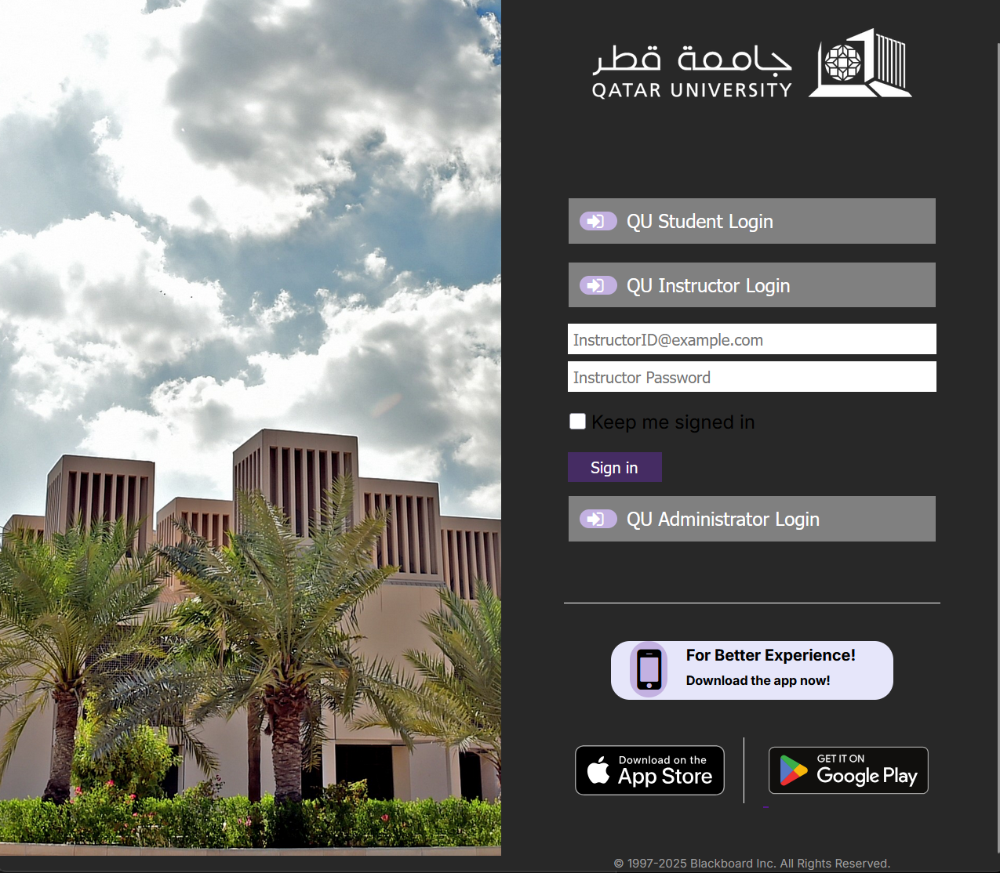 جامعة قطر
QATAR UNIVERSITY
QU Student Login
QU Instructor Login
InstructorID@example.com
Instructor Password
Keep me signed in
Sign in
QU Administrator Login
For Better Experience!
Download the app now!
Download on the
App Store
GET IT ON
Google Play
© 1997-2025 Blackboard Inc. All Rights Reserved.